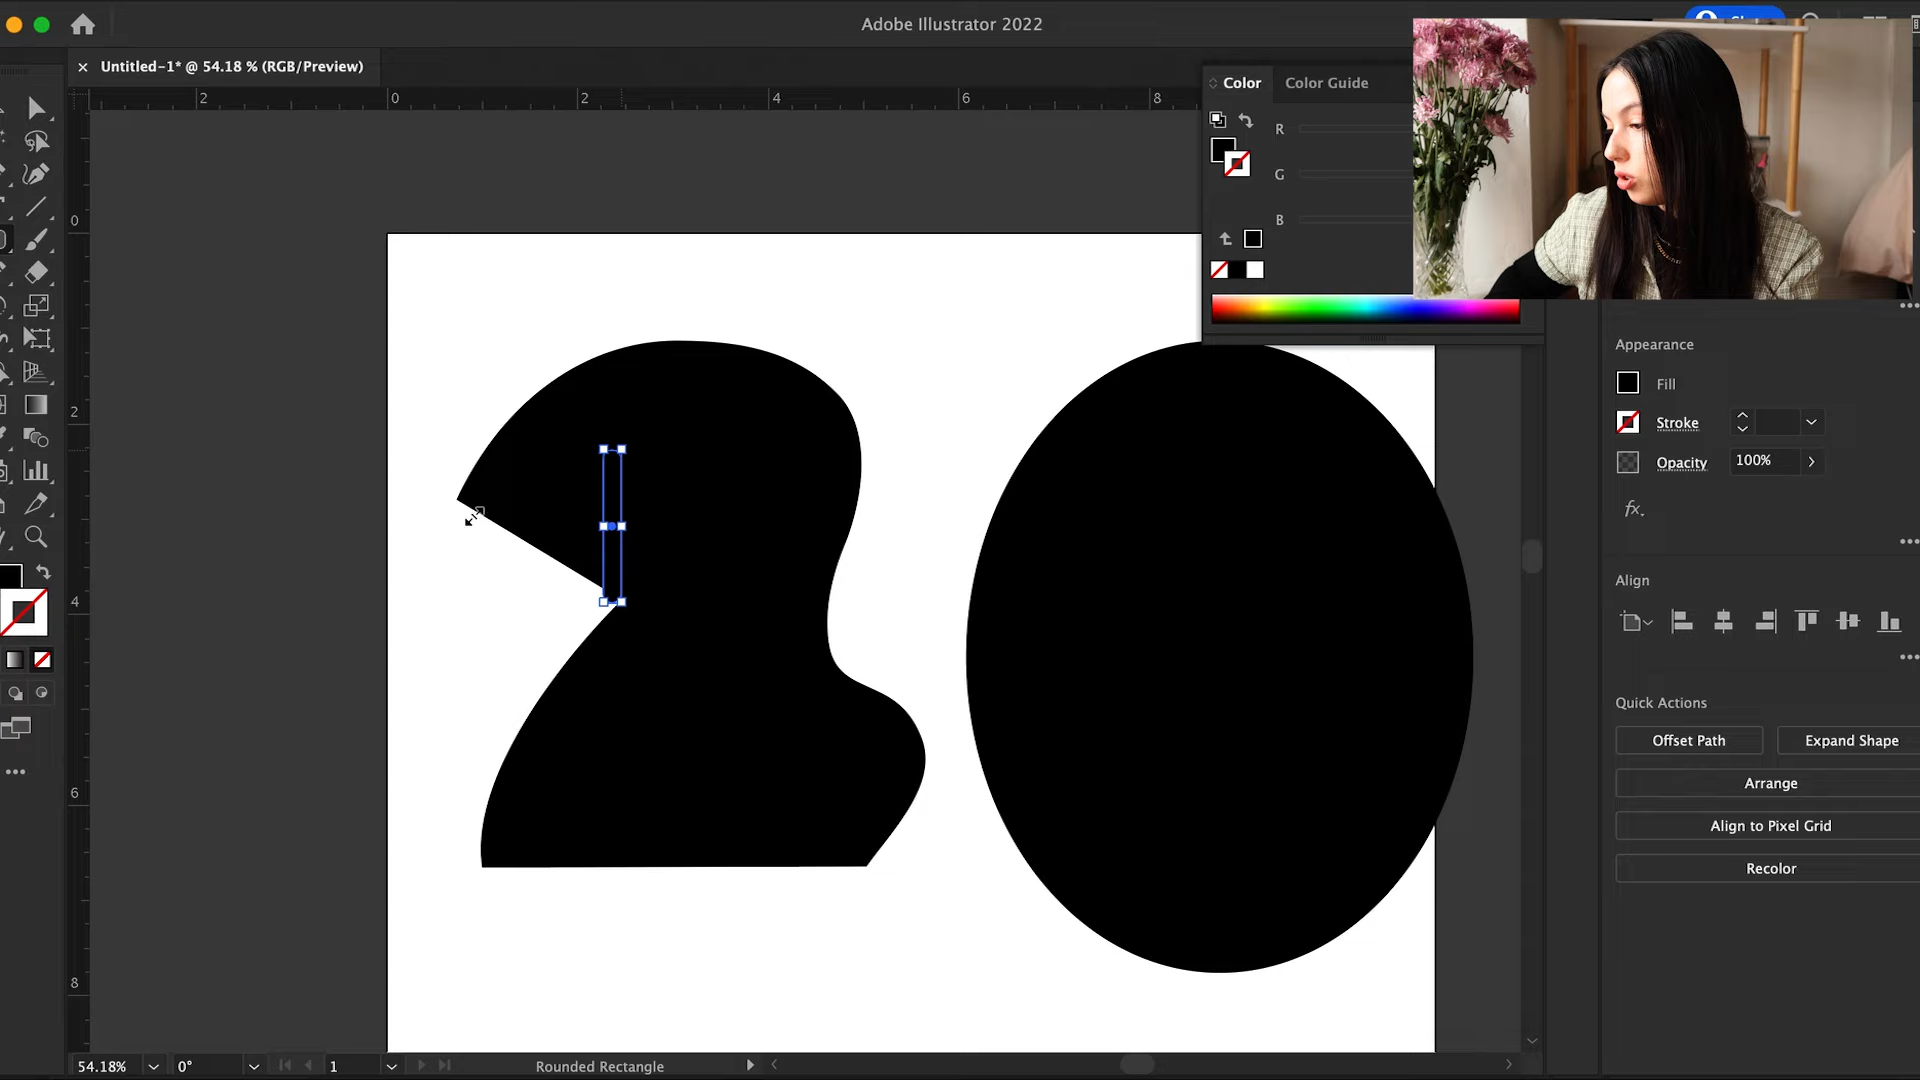 Adobe Illustrator 2022
Untitled-1* @ 54.18 % (RGB/Preview)
2 0 2 4 6 8
Color Color Guide
R
G
B
0
2
4
6
8
Appearance
Fill
Stroke
Opacity 100%
fx.
Align
Quick Actions
Offset Path Expand Shape
Arrange
Align to Pixel Grid
Recolor
54.18% 0° 1 Rounded Rectangle